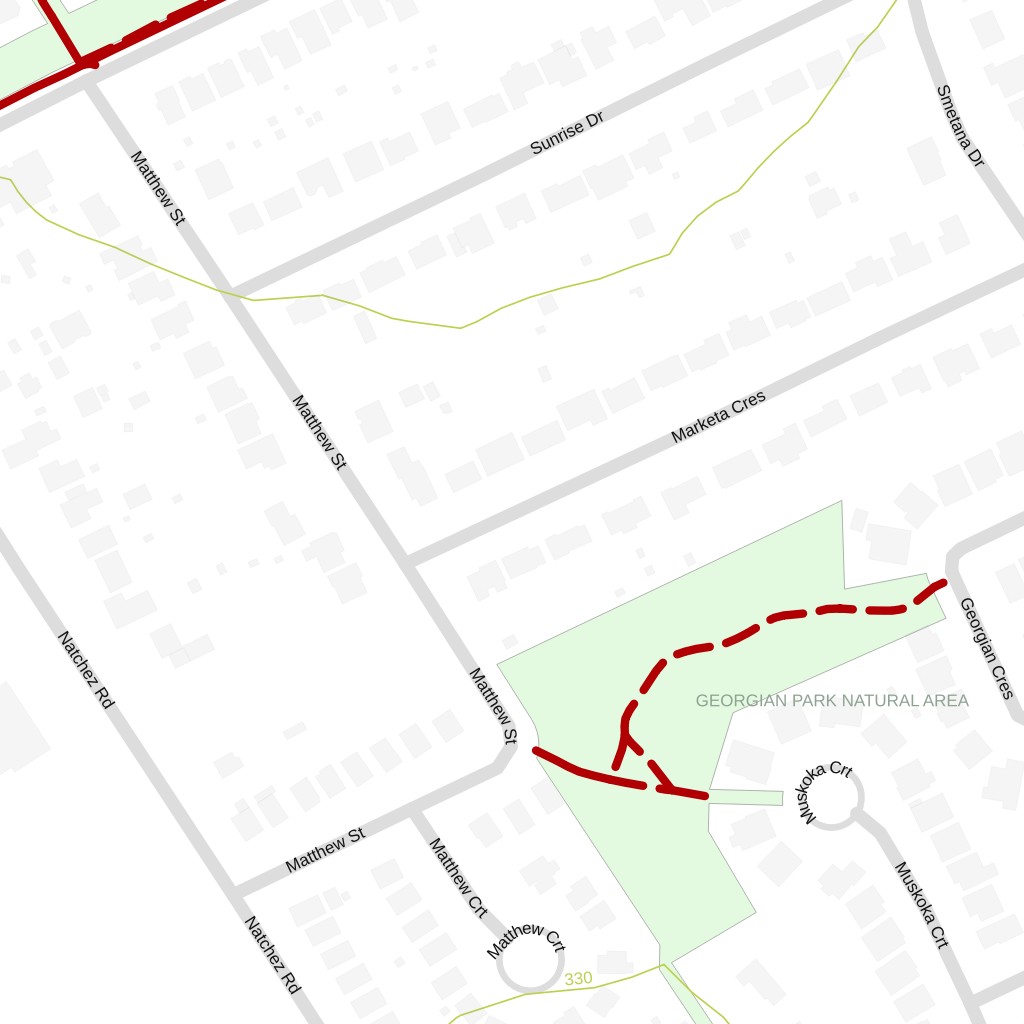 Sunrise Dr
Smetana Dr
Matthew St
Matthew St
Marketa Cres
Georgian Cres
Natchez Rd
Matthew St
GEORGIAN PARK NATURAL AREA
Muskoka Crt
Matthew St
Matthew Crt
Muskoka Crt
Natchez Rd
Matthew Crt
330